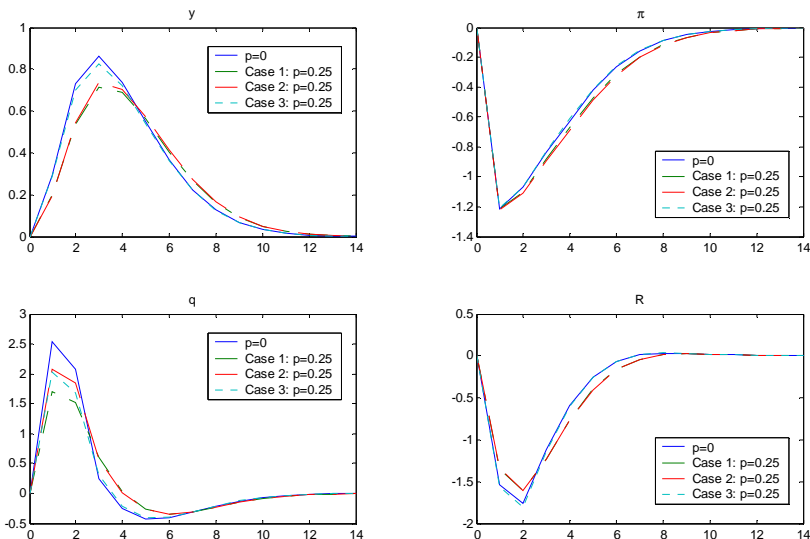 y
1
0.8
0.6
0.4
0.2
0
0 2 4 6 8 10 12 14
p=0
Case 1: p=0.25
Case 2: p=0.25
Case 3: p=0.25
π
0
-0.2
-0.4
-0.6
-0.8
-1
-1.2
-1.4
0 2 4 6 8 10 12 14
p=0
Case 1: p=0.25
Case 2: p=0.25
Case 3: p=0.25
q
3
2.5
2
1.5
1
0.5
0
-0.5
0 2 4 6 8 10 12 14
p=0
Case 1: p=0.25
Case 2: p=0.25
Case 3: p=0.25
R
0.5
0
-0.5
-1
-1.5
-2
0 2 4 6 8 10 12 14
p=0
Case 1: p=0.25
Case 2: p=0.25
Case 3: p=0.25